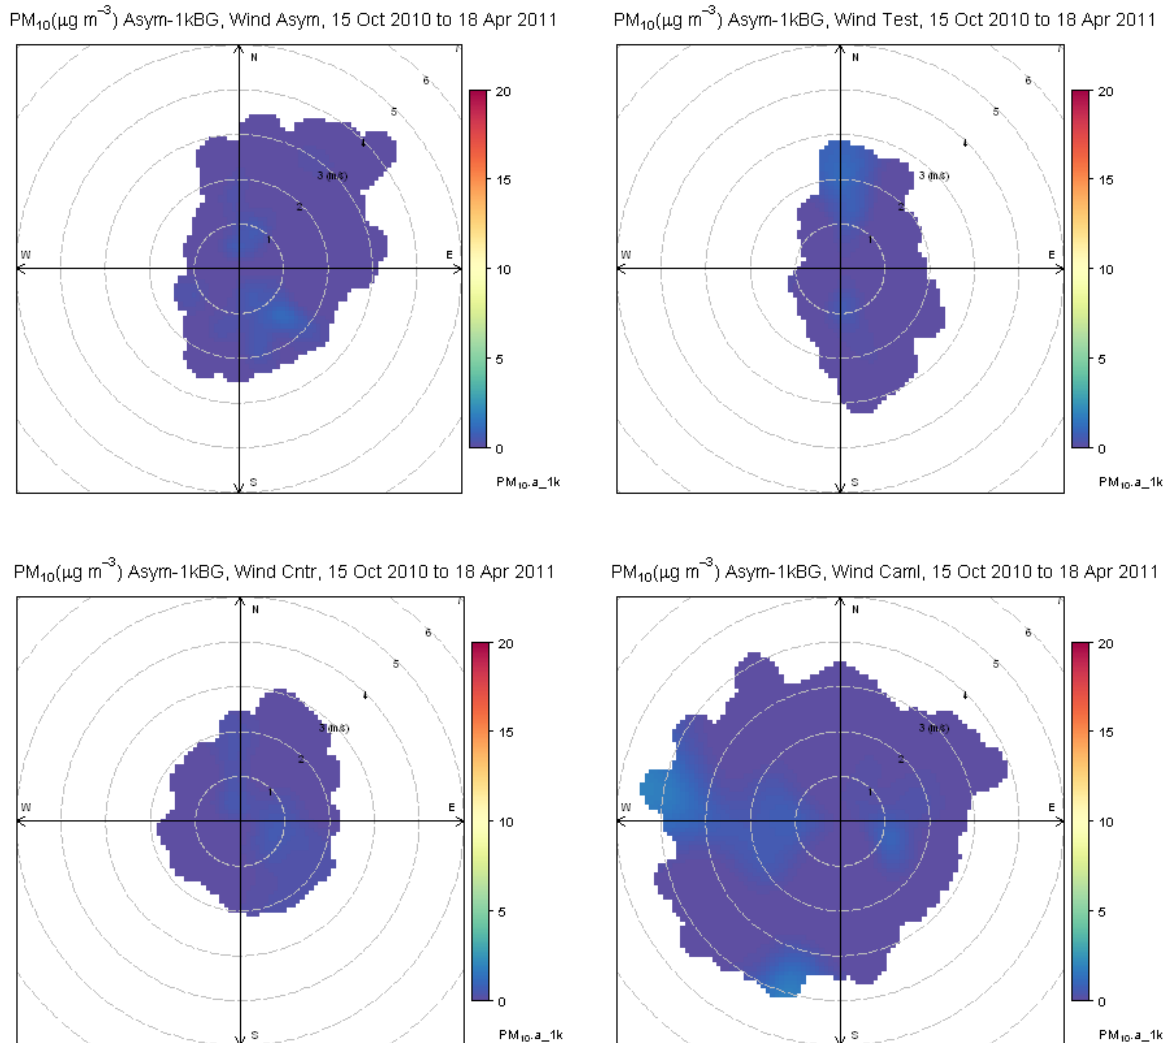 PM₁₀(μg m⁻³) Asym-1kBG, Wind Asym, 15 Oct 2010 to 18 Apr 2011
N
7
6
5
4
3 (m/s)
2
1
W
E
S
20
15
10
5
0
PM₁₀.a_1k
PM₁₀(μg m⁻³) Asym-1kBG, Wind Test, 15 Oct 2010 to 18 Apr 2011
N
7
6
5
4
3 (m/s)
2
1
W
E
S
20
15
10
5
0
PM₁₀.a_1k
PM₁₀(μg m⁻³) Asym-1kBG, Wind Cntr, 15 Oct 2010 to 18 Apr 2011
N
7
6
5
4
3 (m/s)
2
1
W
E
S
20
15
10
5
0
PM₁₀.a_1k
PM₁₀(μg m⁻³) Asym-1kBG, Wind Caml, 15 Oct 2010 to 18 Apr 2011
N
7
6
5
4
3 (m/s)
2
1
W
E
S
20
15
10
5
0
PM₁₀.a_1k